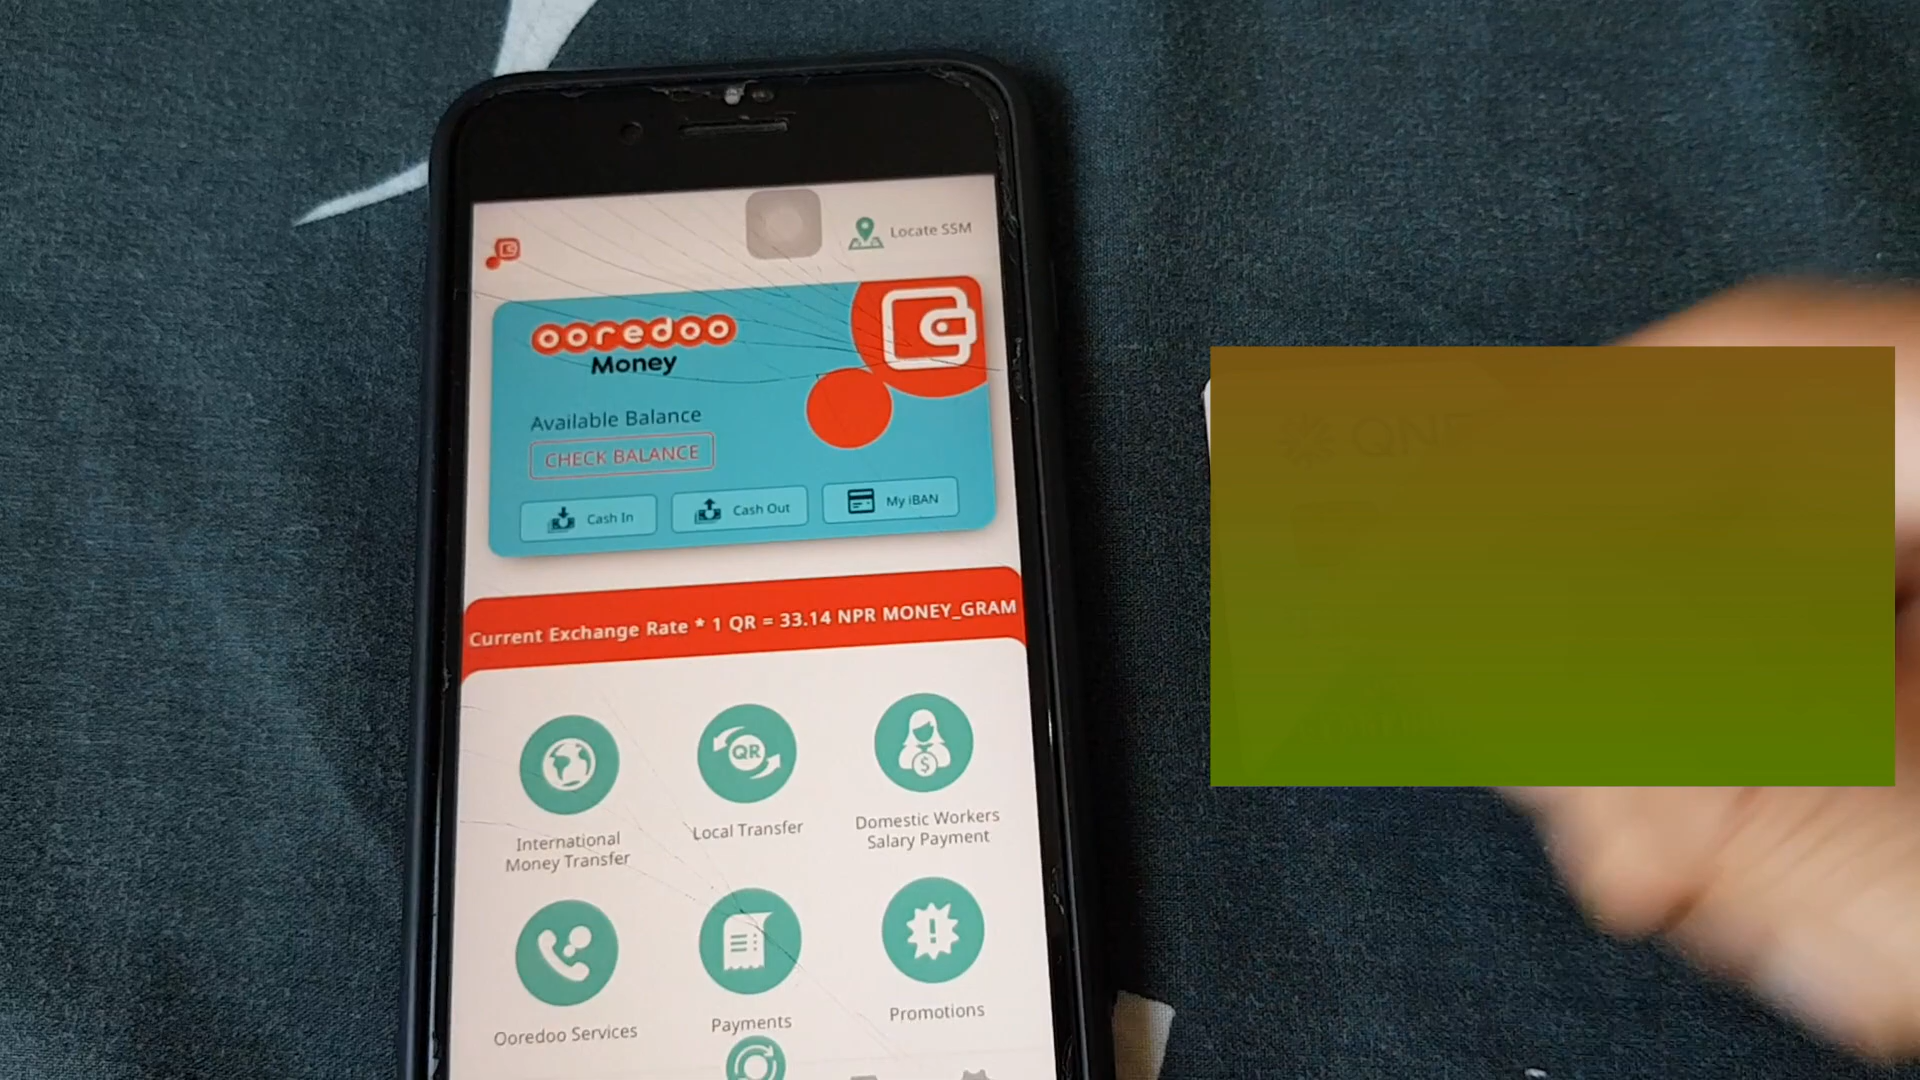 Locate SSM
ooredoo
Money
Available Balance
CHECK BALANCE
Cash In
Cash Out
My iBAN
Current Exchange Rate * 1 QR = 33.14 NPR MONEY_GRAM
QR
$
International
Money Transfer
Local Transfer
Domestic Workers
Salary Payment
Ooredoo Services
Payments
Promotions